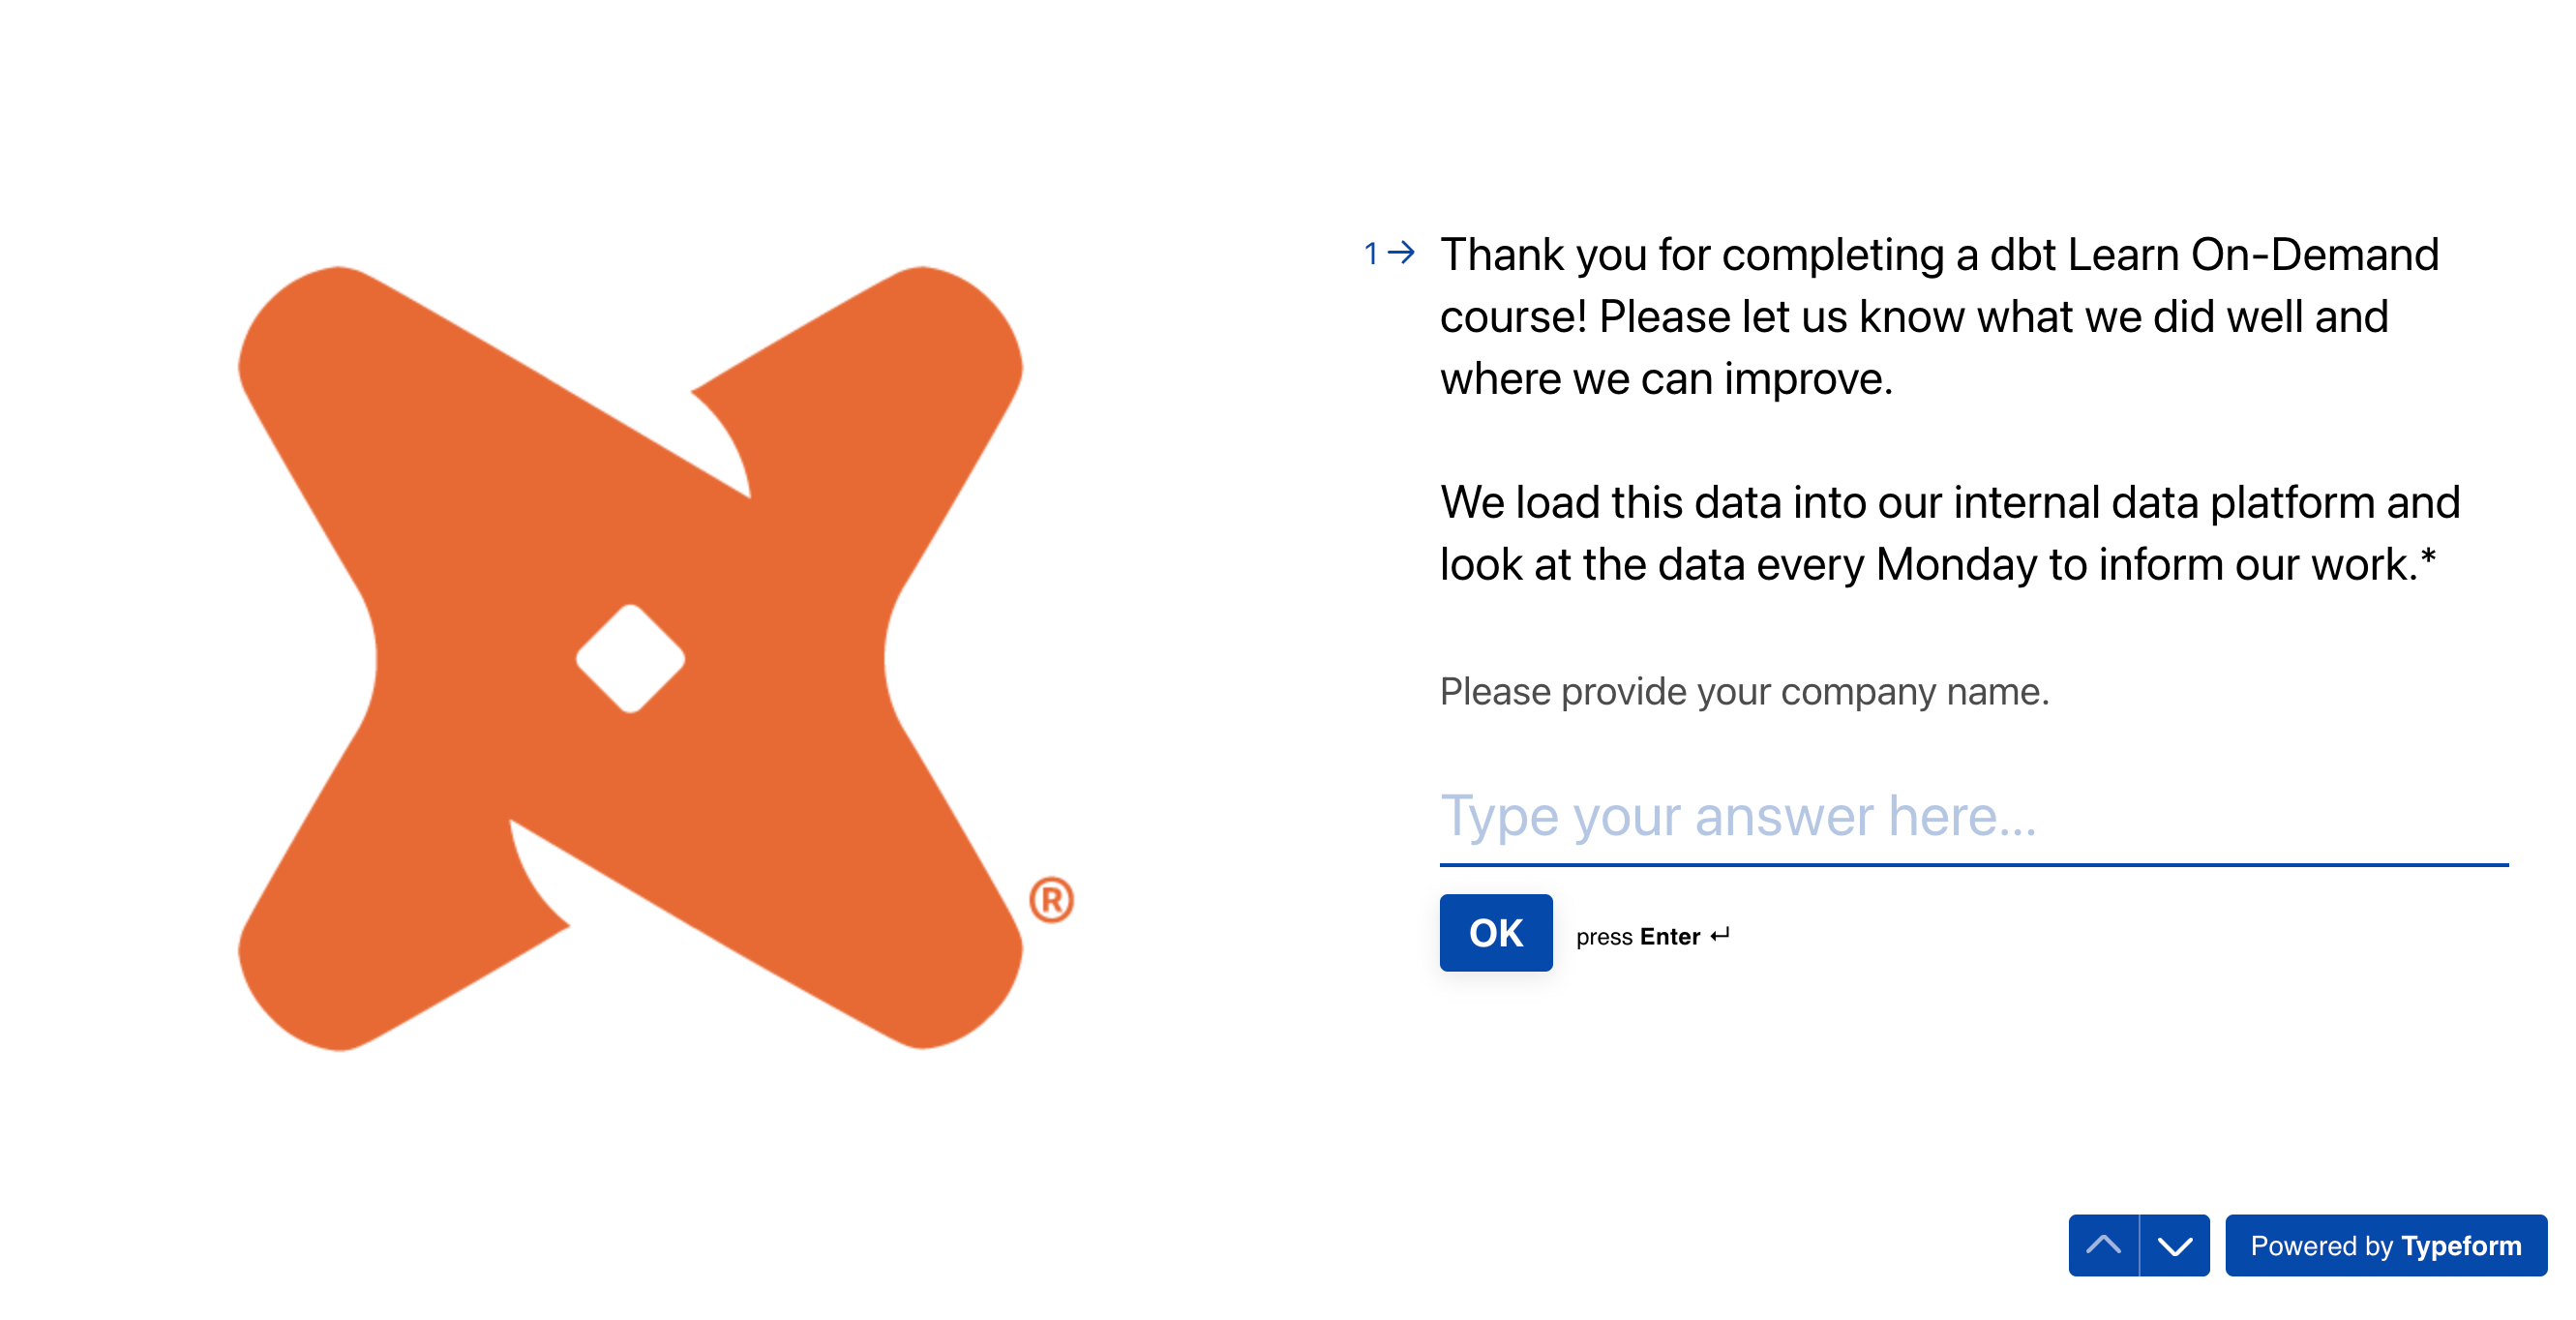 1→ Thank you for completing a dbt Learn On-Demand
course! Please let us know what we did well and
where we can improve.
We load this data into our internal data platform and
look at the data every Monday to inform our work.*
Please provide your company name.
Type your answer here...
®
OK press Enter ↵
Powered by Typeform